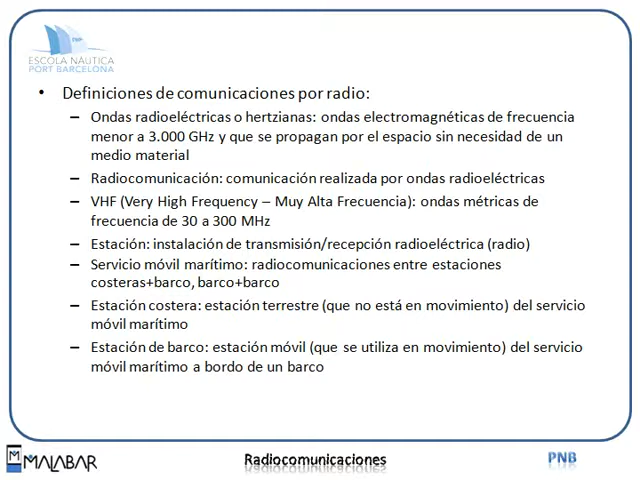 ESCOLA NÀUTICA
PORT BARCELONA
• Definiciones de comunicaciones por radio:
– Ondas radioeléctricas o hertzianas: ondas electromagnéticas de frecuencia
menor a 3.000 GHz y que se propagan por el espacio sin necesidad de un
medio material
– Radiocomunicación: comunicación realizada por ondas radioeléctricas
– VHF (Very High Frequency – Muy Alta Frecuencia): ondas métricas de
frecuencia de 30 a 300 MHz
– Estación: instalación de transmisión/recepción radioeléctrica (radio)
– Servicio móvil marítimo: radiocomunicaciones entre estaciones
costeras+barco, barco+barco
– Estación costera: estación terrestre (que no está en movimiento) del servicio
móvil marítimo
– Estación de barco: estación móvil (que se utiliza en movimiento) del servicio
móvil marítimo a bordo de un barco
MALABAR
Radiocomunicaciones
PNB